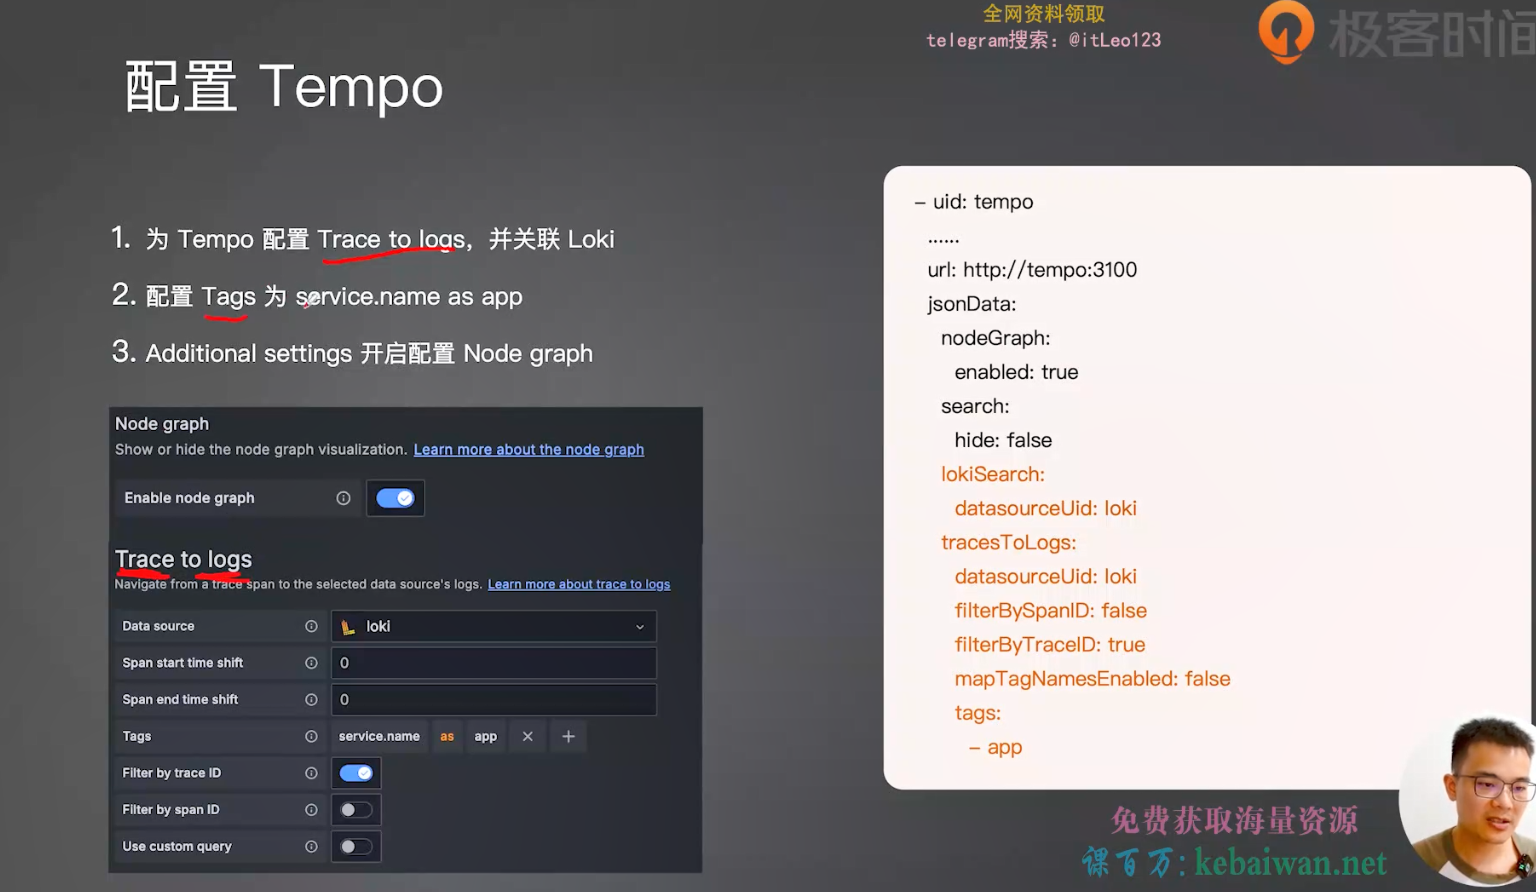 全网资料领取
telegram搜索: @itLeo123
极客时间
配置 Tempo
1. 为 Tempo 配置 Trace to logs，并关联 Loki
2. 配置 Tags 为 service.name as app
3. Additional settings 开启配置 Node graph
Node graph
Show or hide the node graph visualization. Learn more about the node graph
Enable node graph
Trace to logs
Navigate from a trace span to the selected data source's logs. Learn more about trace to logs
Data source loki
Span start time shift 0
Span end time shift 0
Tags service.name as app × +
Filter by trace ID
Filter by span ID
Use custom query
– uid: tempo
......
url: http://tempo:3100
jsonData:
nodeGraph:
enabled: true
search:
hide: false
lokiSearch:
datasourceUid: loki
tracesToLogs:
datasourceUid: loki
filterBySpanID: false
filterByTraceID: true
mapTagNamesEnabled: false
tags:
– app
免费获取海量资源
课百万: kebaiwan.net